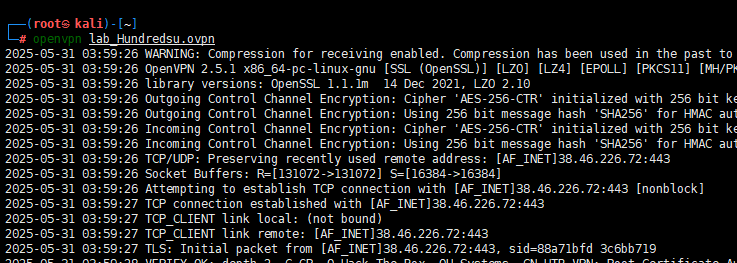 ┌──(root㉿kali)-[~]
└─# openvpn lab_Hundredsu.ovpn
2025-05-31 03:59:26 WARNING: Compression for receiving enabled. Compression has been used in the past to
2025-05-31 03:59:26 OpenVPN 2.5.1 x86_64-pc-linux-gnu [SSL (OpenSSL)] [LZO] [LZ4] [EPOLL] [PKCS11] [MH/PK
2025-05-31 03:59:26 library versions: OpenSSL 1.1.1m  14 Dec 2021, LZO 2.10
2025-05-31 03:59:26 Outgoing Control Channel Encryption: Cipher 'AES-256-CTR' initialized with 256 bit ke
2025-05-31 03:59:26 Outgoing Control Channel Encryption: Using 256 bit message hash 'SHA256' for HMAC aut
2025-05-31 03:59:26 Incoming Control Channel Encryption: Cipher 'AES-256-CTR' initialized with 256 bit ke
2025-05-31 03:59:26 Incoming Control Channel Encryption: Using 256 bit message hash 'SHA256' for HMAC aut
2025-05-31 03:59:26 TCP/UDP: Preserving recently used remote address: [AF_INET]38.46.226.72:443
2025-05-31 03:59:26 Socket Buffers: R=[131072->131072] S=[16384->16384]
2025-05-31 03:59:26 Attempting to establish TCP connection with [AF_INET]38.46.226.72:443 [nonblock]
2025-05-31 03:59:27 TCP connection established with [AF_INET]38.46.226.72:443
2025-05-31 03:59:27 TCP_CLIENT link local: (not bound)
2025-05-31 03:59:27 TCP_CLIENT link remote: [AF_INET]38.46.226.72:443
2025-05-31 03:59:27 TLS: Initial packet from [AF_INET]38.46.226.72:443, sid=88a71bfd 3c6bb719